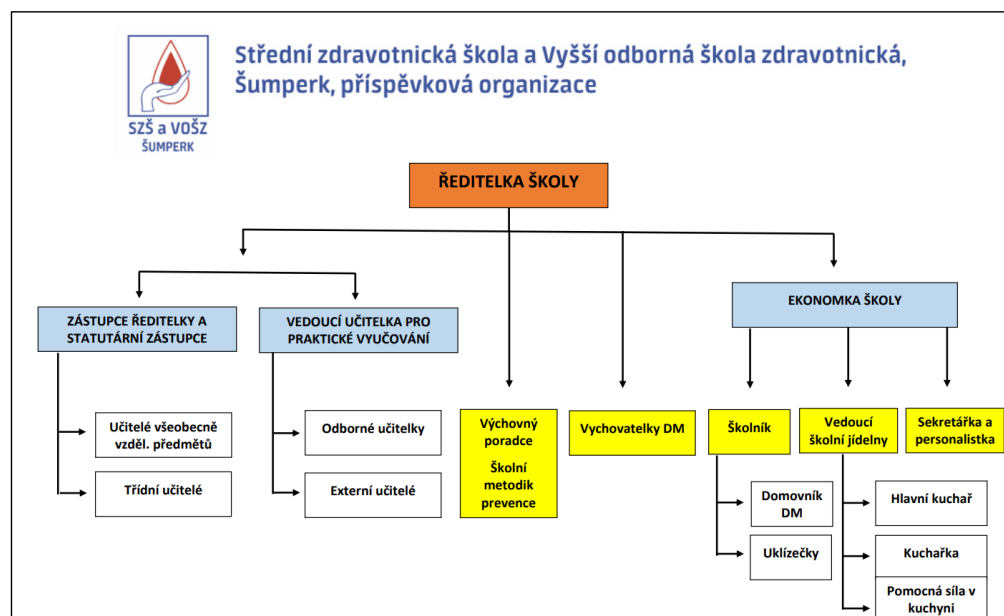 Střední zdravotnická škola a Vyšší odborná škola zdravotnická,
Šumperk, příspěvková organizace
SZŠ a VOŠZ
ŠUMPERK
ŘEDITELKA ŠKOLY
ZÁSTUPCE ŘEDITELKY A
STATUTÁRNÍ ZÁSTUPCE
VEDOUCÍ UČITELKA PRO
PRAKTICKÉ VYUČOVÁNÍ
EKONOMKA ŠKOLY
Učitelé všeobecně
vzděl. předmětů
Třídní učitelé
Odborné učitelky
Externí učitelé
Výchovný
poradce
Školní
metodik
prevence
Vychovatelky DM
Školník
Vedoucí
školní jídelny
Sekretářka a
personalistka
Domovník
DM
Uklízečky
Hlavní kuchař
Kuchařka
Pomocná síla v
kuchyni